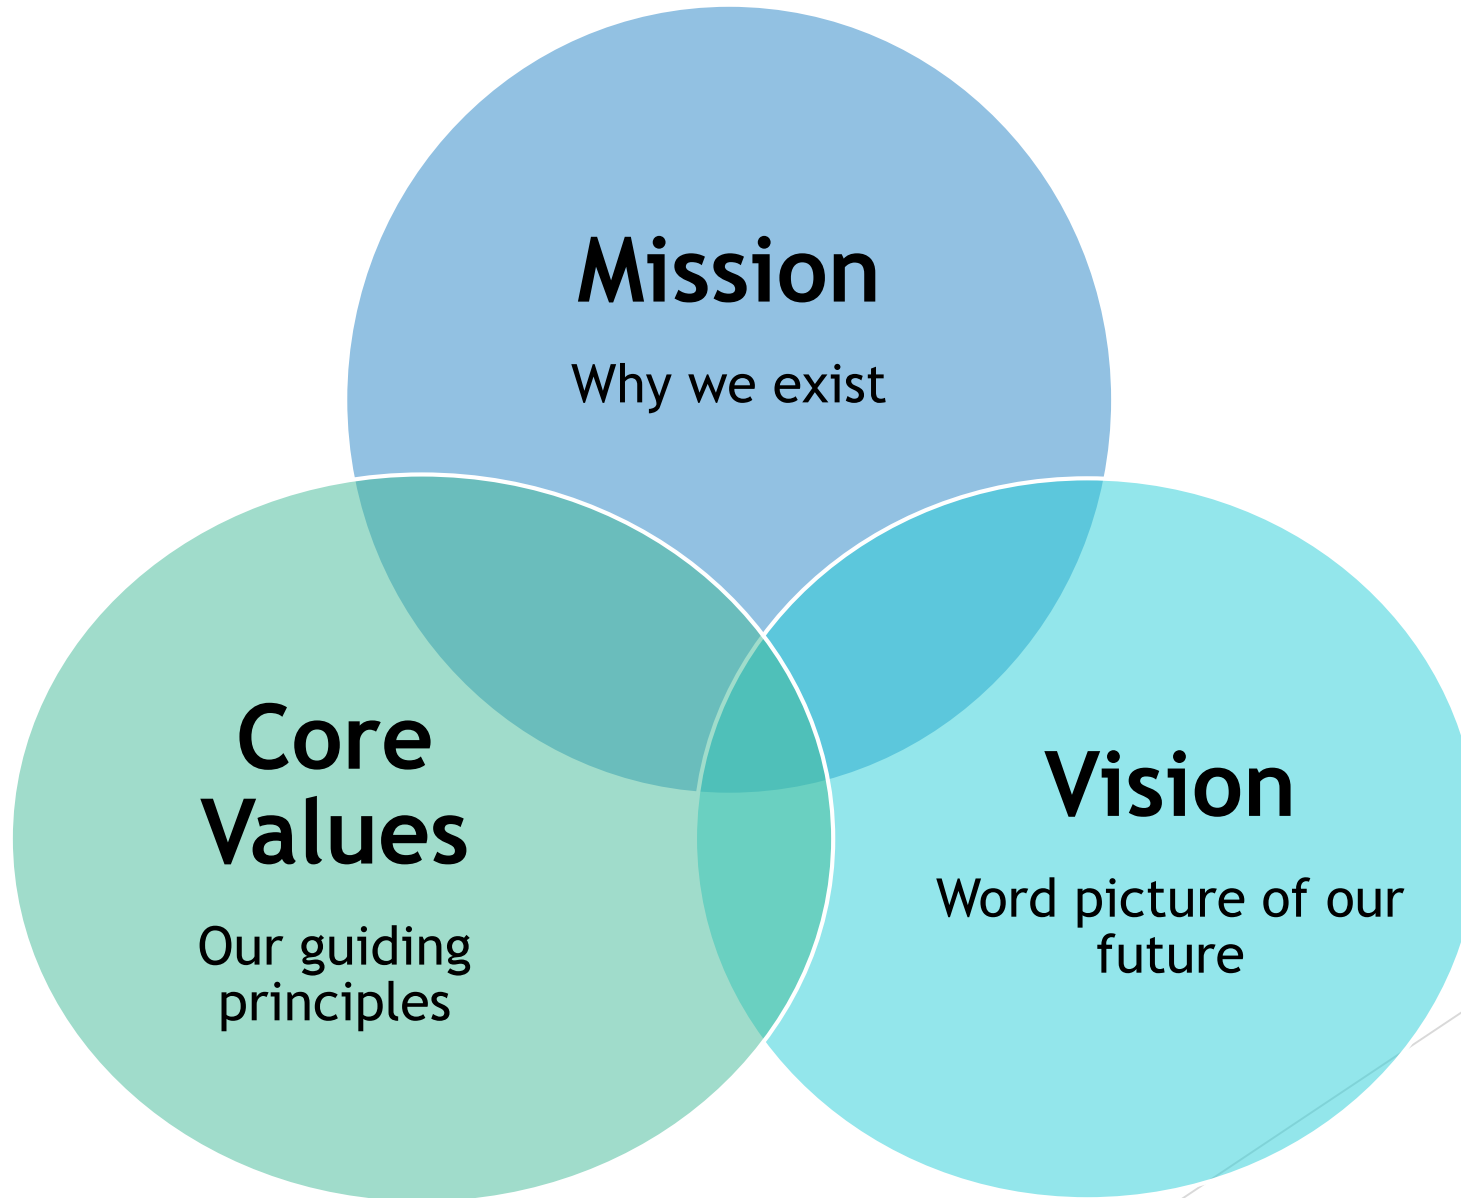 Mission
Why we exist
Core
Values
Our guiding
principles
Vision
Word picture of our
future